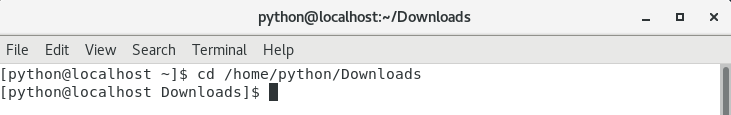 python@localhost:~/Downloads
File Edit View Search Terminal Help
[python@localhost ~]$ cd /home/python/Downloads
[python@localhost Downloads]$